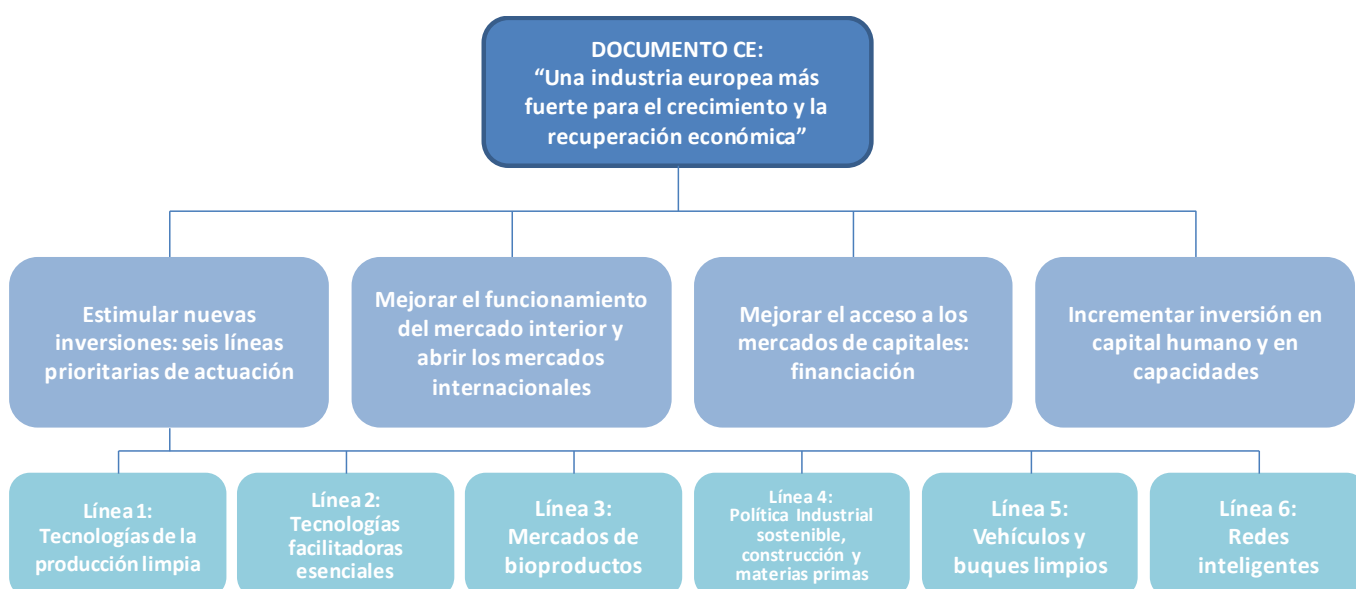 DOCUMENTO CE:
“Una industria europea más
fuerte para el crecimiento y la
recuperación económica”
Estimular nuevas
inversiones: seis líneas
prioritarias de actuación
Mejorar el funcionamiento
del mercado interior y
abrir los mercados
internacionales
Mejorar el acceso a los
mercados de capitales:
financiación
Incrementar inversión en
capital humano y en
capacidades
Línea 1:
Tecnologías de la
producción limpia
Línea 2:
Tecnologías
facilitadoras
esenciales
Línea 3:
Mercados de
bioproductos
Línea 4:
Política Industrial
sostenible,
construcción y
materias primas
Línea 5:
Vehículos y
buques limpios
Línea 6:
Redes
inteligentes